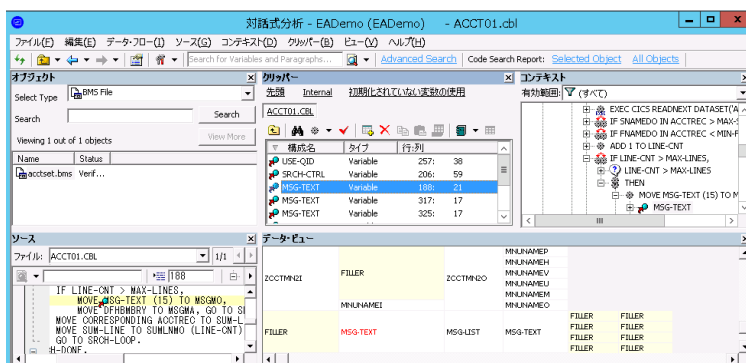 対話式分析 - EADemo (EADemo) - ACCT01.cbl
ファイル(F) 編集(E) データ・フロー(I) ソース(G) コンテキスト(D) クリッパー(B) ビュー(V) ヘルプ(H)
Search for Variables and Paragraphs... Advanced Search Code Search Report: Selected Object All Objects
オブジェクト
Select Type BMS File
Search Search
Viewing 1 out of 1 objects View More
Name Status
acctset.bms Verif...
クリッパー
先頭 Internal 初期化されていない変数の使用
ACCT01.CBL
構成名 タイプ 行:列
USE-QID Variable 257: 38
SRCH-CTRL Variable 206: 59
MSG-TEXT Variable 188: 21
MSG-TEXT Variable 317: 17
MSG-TEXT Variable 325: 17
コンテキスト
有効範囲: (すべて)
EXEC CICS READNEXT DATASET('A
IF SNAMEDO IN ACCTREC > MAX-S
IF FNAMEDO IN ACCTREC < MIN-F
ADD 1 TO LINE-CNT
IF LINE-CNT > MAX-LINES,
LINE-CNT > MAX-LINES
THEN
MOVE MSG-TEXT (15) TO M
MSG-TEXT
ソース
ファイル: ACCT01.CBL 1/1
188
IF LINE-CNT > MAX-LINES,
MOVE MSG-TEXT (15) TO MSGMO,
MOVE DFHBMBRY TO MSGMA, GO TO S
MOVE CORRESPONDING ACCTREC TO SUM-L
MOVE SUM-LINE TO SUMLNMO (LINE-CNT)
GO TO SRCH-LOOP.
H-DONE.
データ・ビュー
ZCCTMN2I FILLER ZCCTMN2O MNUNAMEP
MNUNAMEH
MNUNAMEV
MNUNAMEU
MNUNAMEM
MNUNAMEI MNUNAMEO
FILLER MSG-TEXT MSG-LIST MSG-TEXT FILLER FILLER
FILLER FILLER
FILLER FILLER
FILLER FILLER